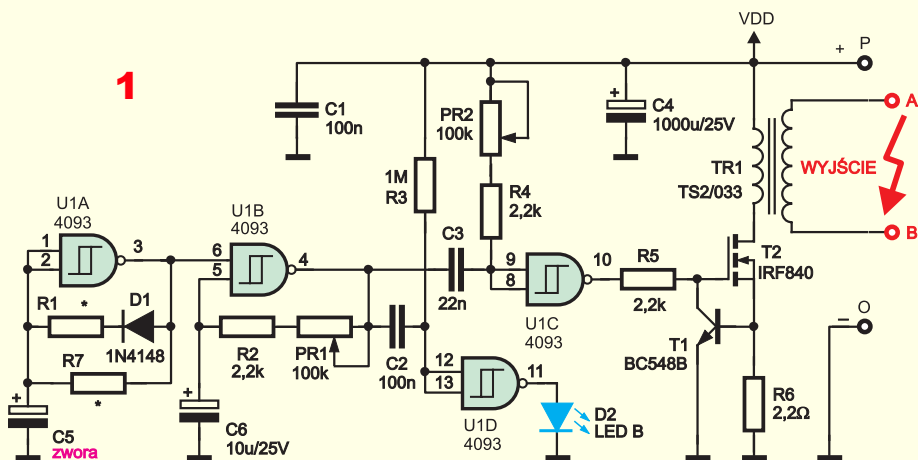 1
VDD
+ P
A
WYJŚCIE
B
C1
100n
PR2
100k
+
C4
1000u/25V
TR1
TS2/033
1M
R3
R4
2,2k
U1A
4093
1
2
3
U1B
4093
6
5
4
C3
22n
9
8
10
U1C
4093
R5
2,2k
T2
IRF840
R1
*
D1
1N4148
R7
*
R2
2,2k
PR1
100k
C2
100n
12
13
11
U1D
4093
T1
BC548B
− O
+
C5
zwora
+
C6
10u/25V
D2
LED B
R6
2,2Ω